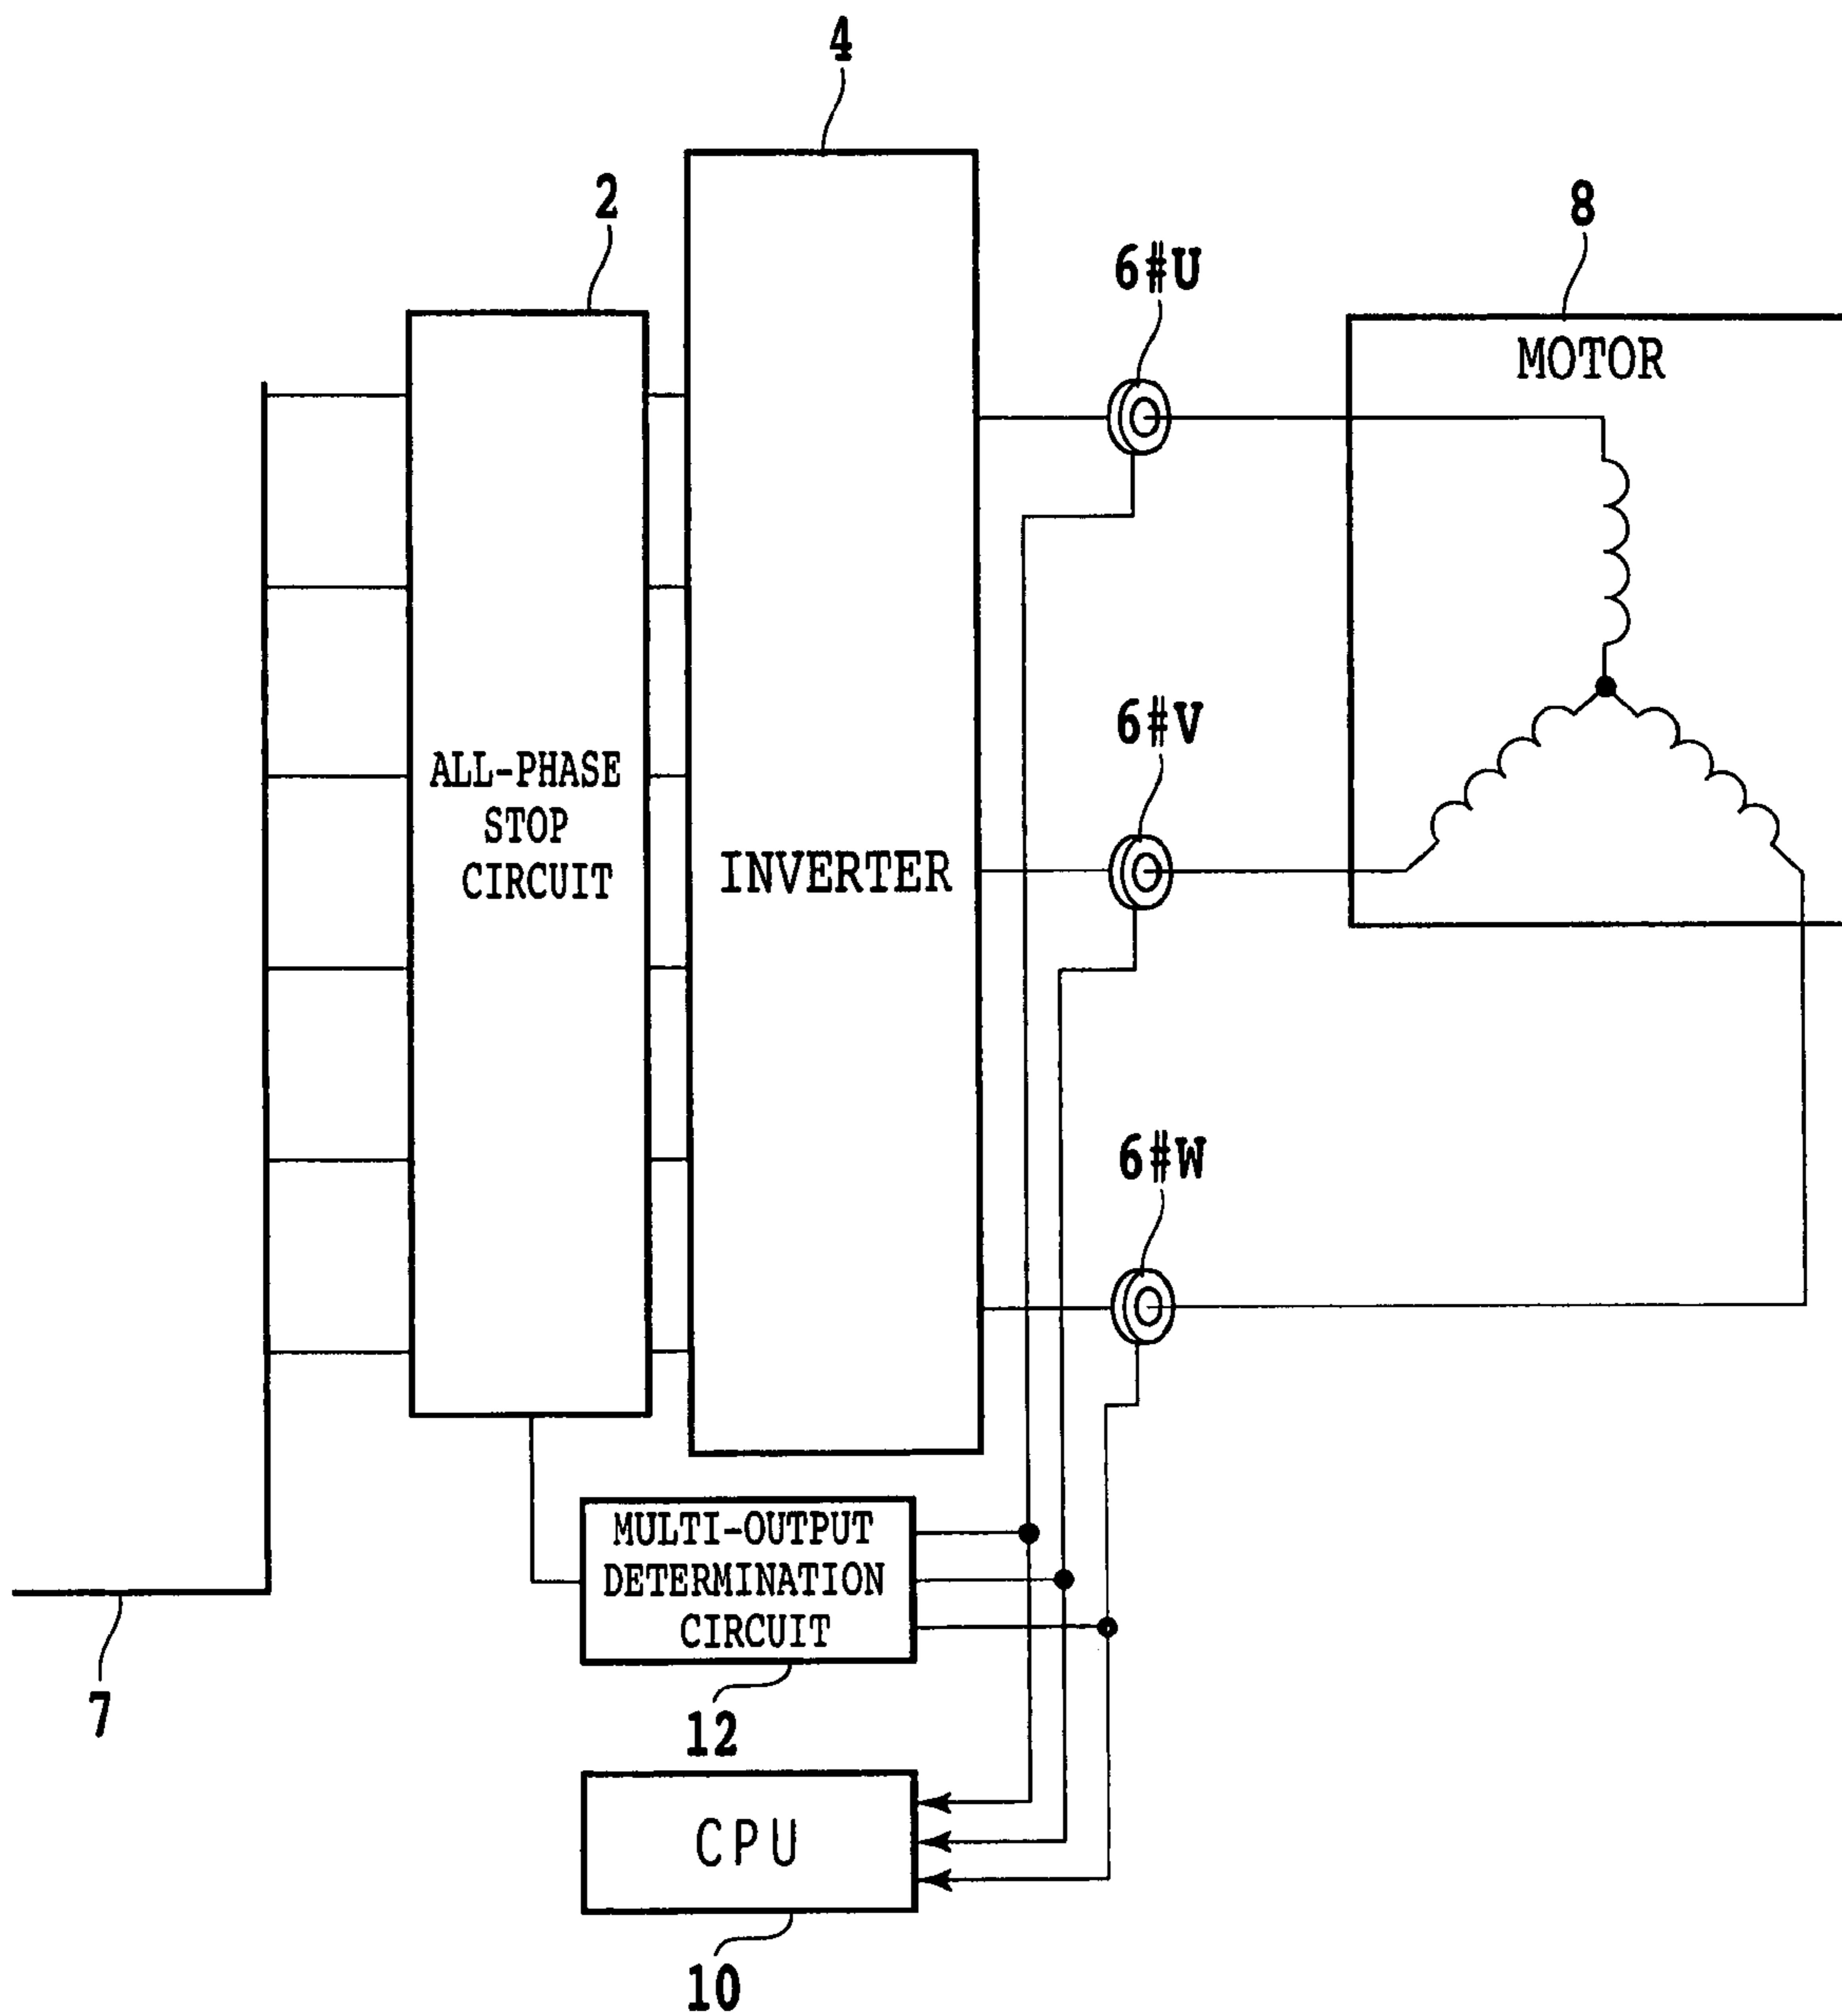 4
2
8
6#U
MOTOR
6#V
ALL-PHASE
STOP
CIRCUIT
INVERTER
6#W
MULTI-OUTPUT
DETERMINATION
CIRCUIT
7
12
CPU
10